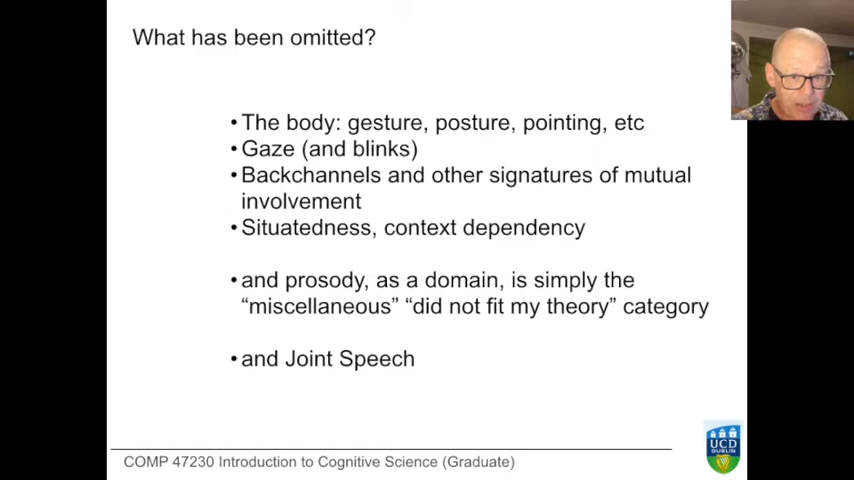 What has been omitted?
•The body: gesture, posture, pointing, etc
•Gaze (and blinks)
•Backchannels and other signatures of mutual
involvement
•Situatedness, context dependency
•and prosody, as a domain, is simply the
“miscellaneous” “did not fit my theory” category
•and Joint Speech
UCD
DUBLIN
COMP 47230 Introduction to Cognitive Science (Graduate)